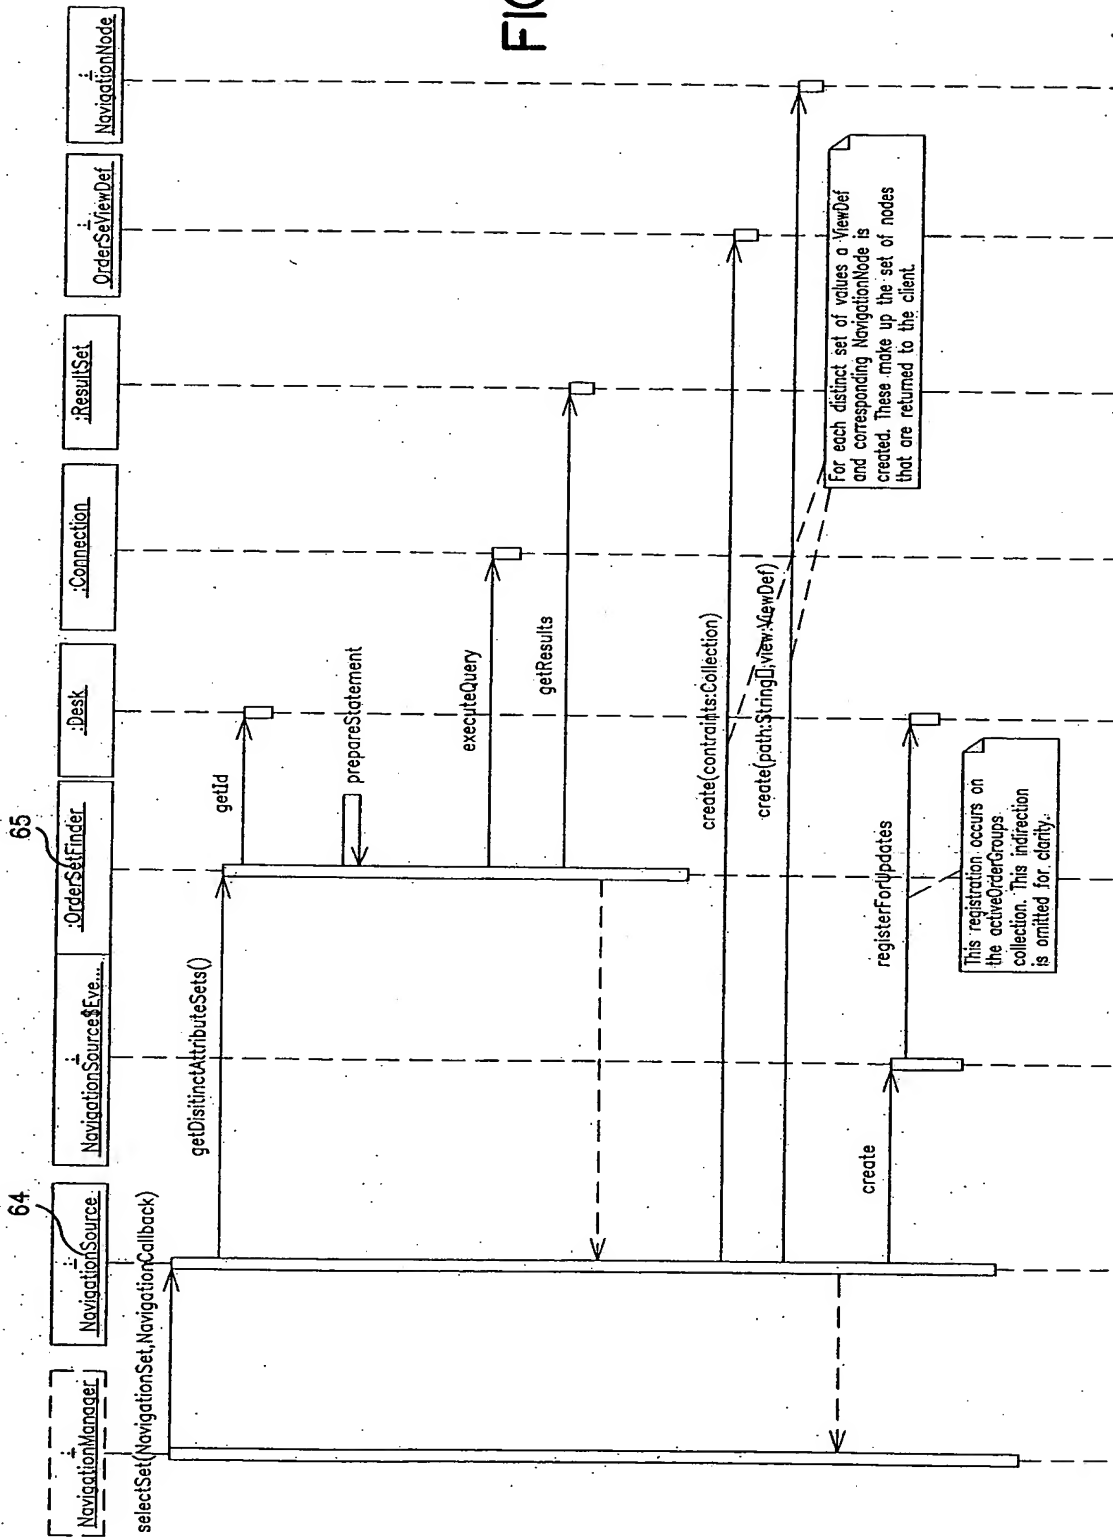 FIG
64
65
:
NavigationManager
:
NavigationSource
:
NavigationSource$Eve...
:OrderSetFinder
:Desk
:Connection
:ResultSet
:
OrderSeViewDef
:
NavigationNode
selectSet(NavigationSet,NavigationCallback)
getDisitinctAttributeSets()
getId
prepareStatement
executeQuery
getResults
create(contraints:Collection)
create(path:String[],view:ViewDef)
For each distinct set of values a ViewDef
and corresponding NavigationNode is
created. These make up the set of nodes
that are returned to the client.
create
registerForUpdates
This registration occurs on
the activeOrderGroups
collection. This indirection
is omitted for clarity.